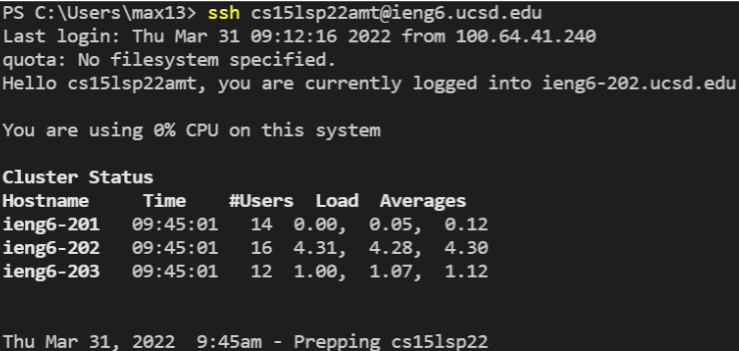 PS C:\Users\max13> ssh cs15lsp22amt@ieng6.ucsd.edu
Last login: Thu Mar 31 09:12:16 2022 from 100.64.41.240
quota: No filesystem specified.
Hello cs15lsp22amt, you are currently logged into ieng6-202.ucsd.edu
You are using 0% CPU on this system
Cluster Status
Hostname     Time    #Users  Load  Averages
ieng6-201   09:45:01   14  0.00,  0.05,  0.12
ieng6-202   09:45:01   16  4.31,  4.28,  4.30
ieng6-203   09:45:01   12  1.00,  1.07,  1.12
Thu Mar 31, 2022  9:45am - Prepping cs15lsp22